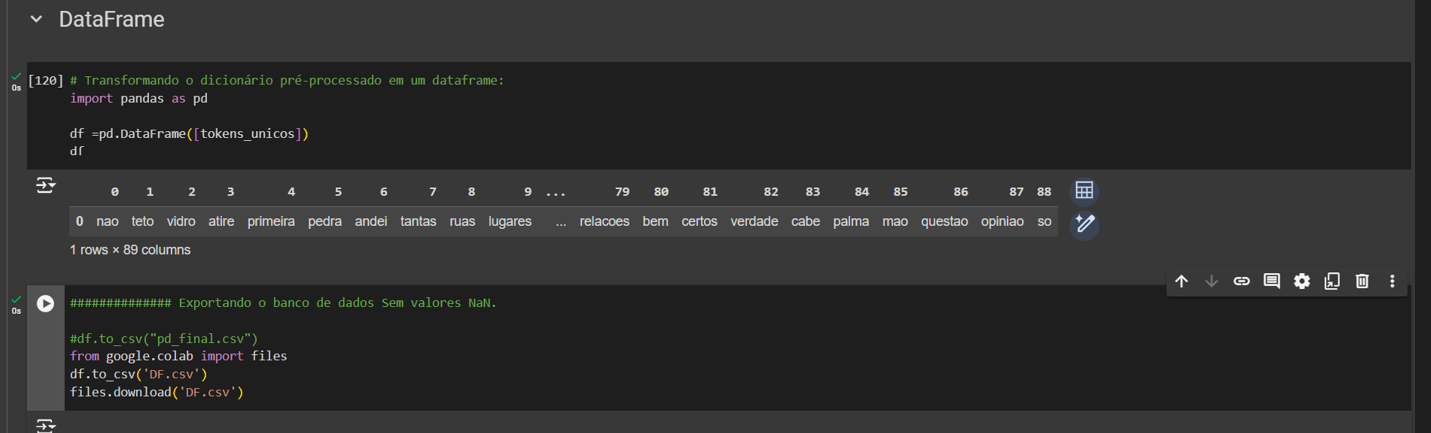 DataFrame
[120] # Transformando o dicionário pré-processado em um dataframe:
0s
import pandas as pd
df =pd.DataFrame([tokens_unicos])
df
0 1 2 3 4 5 6 7 8 9 ... 79 80 81 82 83 84 85 86 87 88
0 nao teto vidro atire primeira pedra andei tantas ruas lugares ... relacoes bem certos verdade cabe palma mao questao opiniao so
1 rows × 89 columns
############## Exportando o banco de dados Sem valores NaN.
0s
#df.to_csv("pd_final.csv")
from google.colab import files
df.to_csv('DF.csv')
files.download('DF.csv')